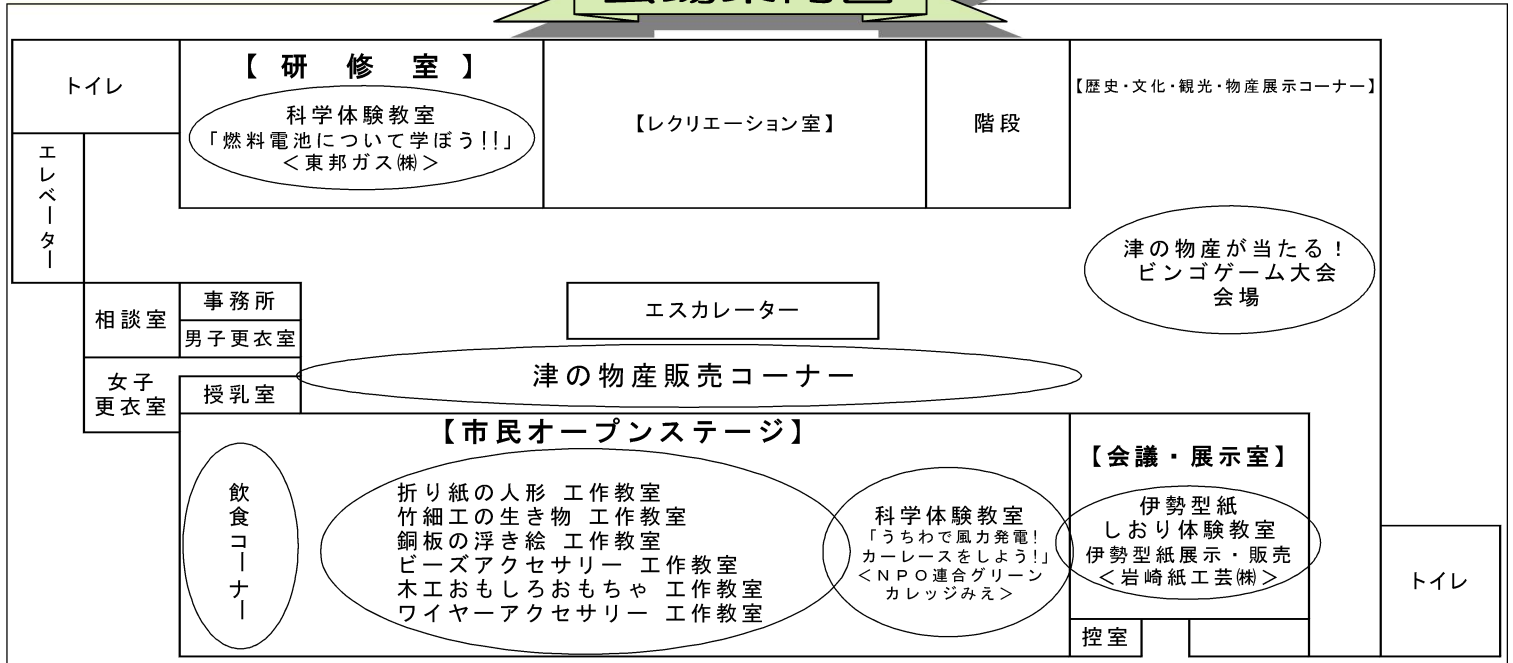 トイレ
【研修室】
科学体験教室
「燃料電池について学ぼう!!」
＜東邦ガス㈱＞
【レクリエーション室】
階段
【歴史・文化・観光・物産展示コーナー】
エレベーター
津の物産が当たる！
ビンゴゲーム大会
会場
相談室
事務所
男子更衣室
エスカレーター
女子
更衣室
授乳室
津の物産販売コーナー
【市民オープンステージ】
飲食コーナー
折り紙の人形 工作教室
竹細工の生き物 工作教室
銅板の浮き絵 工作教室
ビーズアクセサリー 工作教室
木工おもしろおもちゃ 工作教室
ワイヤーアクセサリー 工作教室
科学体験教室
「うちわで風力発電!
カーレースをしよう!」
＜ＮＰＯ連合グリーン
カレッジみえ＞
【会議・展示室】
伊勢型紙
しおり体験教室
伊勢型紙展示・販売
＜岩崎紙工芸㈱＞
控室
トイレ